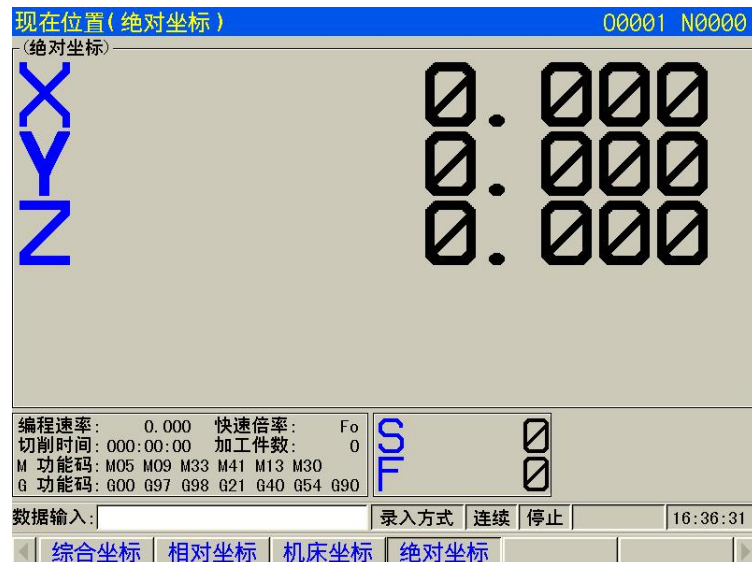 现在位置(绝对坐标) O0001 N0000
(绝对坐标)
X 0.000
Y 0.000
Z 0.000
编程速率: 0.000 快速倍率: Fo
切削时间: 000:00:00 加工件数: 0
M 功能码: M05 M09 M33 M41 M13 M30
G 功能码: G00 G97 G98 G21 G40 G54 G90
S 0
F 0
数据输入: 录入方式 连续 停止 16:36:31
综合坐标 相对坐标 机床坐标 绝对坐标